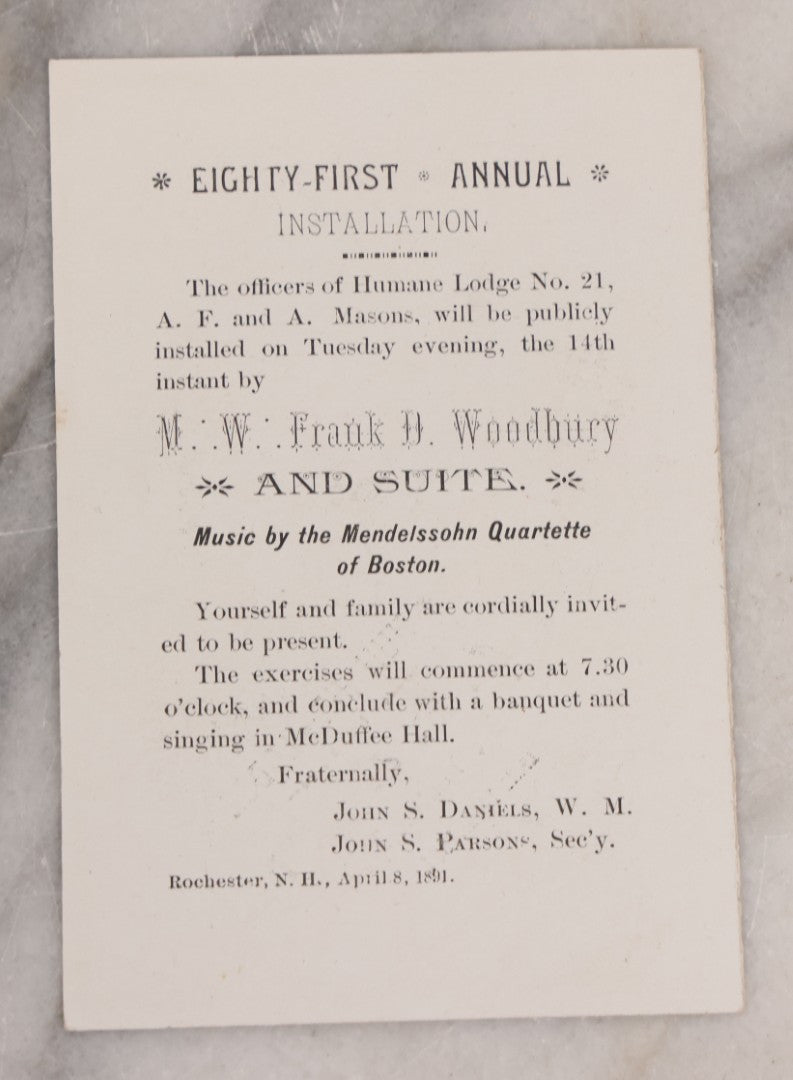 EIGHTY-FIRST ANNUAL
INSTALLATION.
The officers of Humane Lodge No. 21,
A. F. and A. Masons, will be publicly
installed on Tuesday evening, the 14th
instant by
M.∴ W.∴ Frank D. Woodbury
AND SUITE.
Music by the Mendelssohn Quartette
of Boston.
Yourself and family are cordially invit-
ed to be present.
The exercises will commence at 7.30
o'clock, and conclude with a banquet and
singing in McDuffee Hall.
Fraternally,
JOHN S. DANIELS, W. M.
JOHN S. PARSONS, Sec'y.
Rochester, N. H., April 8, 1891.